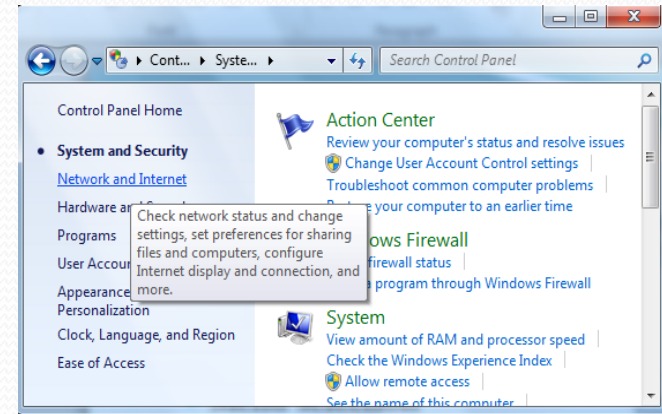 Cont... Syste... Search Control Panel
Control Panel Home
System and Security
Network and Internet
Hardware
Programs
User
Appearance
Personalization
Clock, Language, and Region
Ease of Access
Check network status and change
settings, set preferences for sharing
files and computers, configure
Internet display and connection, and
more.
Action Center
Review your computer's status and resolve issues
Change User Account Control settings
Troubleshoot common computer problems
your computer to an earlier time
Firewall
firewall status
program through Windows Firewall
System
View amount of RAM and processor speed
Check the Windows Experience Index
Allow remote access
See the name of this computer